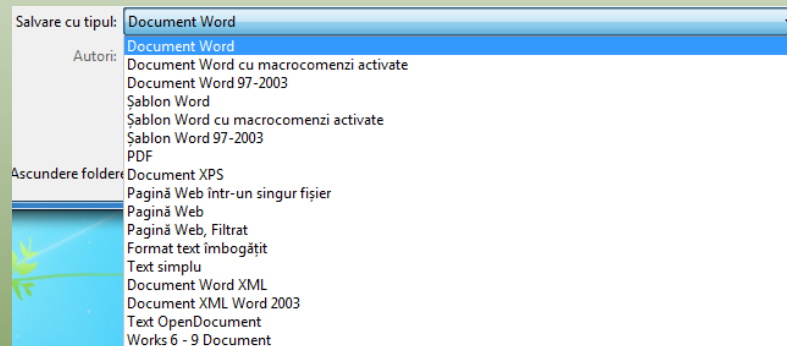 Salvare cu tipul: Document Word
Autori:
Document Word
Document Word cu macrocomenzi activate
Document Word 97-2003
Șablon Word
Șablon Word cu macrocomenzi activate
Șablon Word 97-2003
PDF
Document XPS
Ascundere foldere
Pagină Web într-un singur fișier
Pagină Web
Pagină Web, Filtrat
Format text îmbogățit
Text simplu
Document Word XML
Document XML Word 2003
Text OpenDocument
Works 6 - 9 Document